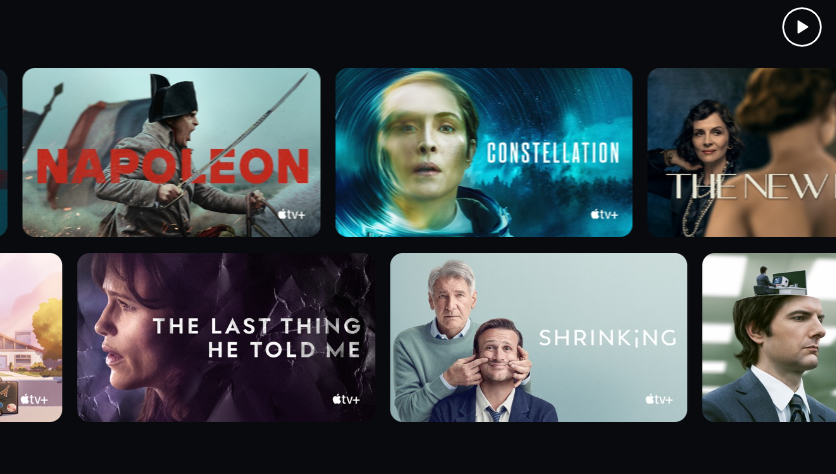 NAPOLEON
tv+
CONSTELLATION
tv+
THE NEW
tv+
THE LAST THING
HE TOLD ME
tv+
SHRINKiNG
tv+